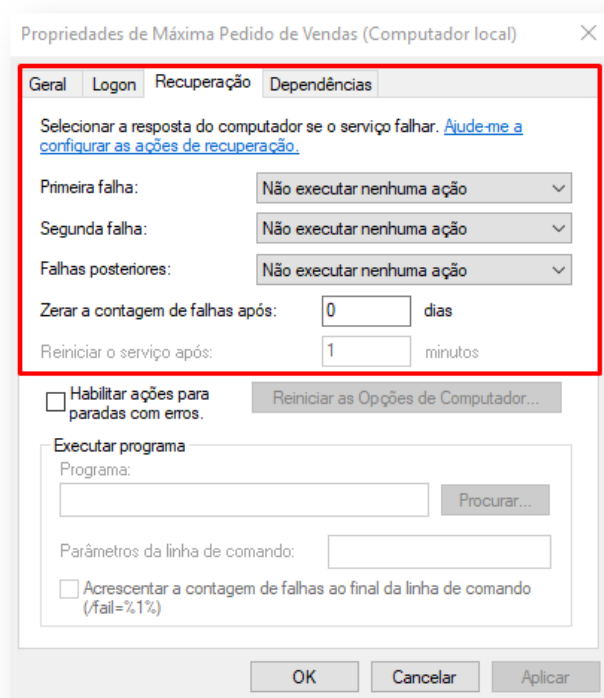 Propriedades de Máxima Pedido de Vendas (Computador local)
Geral Logon Recuperação Dependências
Selecionar a resposta do computador se o serviço falhar. Ajude-me a
configurar as ações de recuperação.
Primeira falha: Não executar nenhuma ação
Segunda falha: Não executar nenhuma ação
Falhas posteriores: Não executar nenhuma ação
Zerar a contagem de falhas após: 0 dias
Reiniciar o serviço após: 1 minutos
Habilitar ações para
paradas com erros.
Reiniciar as Opções de Computador...
Executar programa
Programa:
Procurar...
Parâmetros da linha de comando:
Acrescentar a contagem de falhas ao final da linha de comando
(/fail=%1%)
OK Cancelar Aplicar